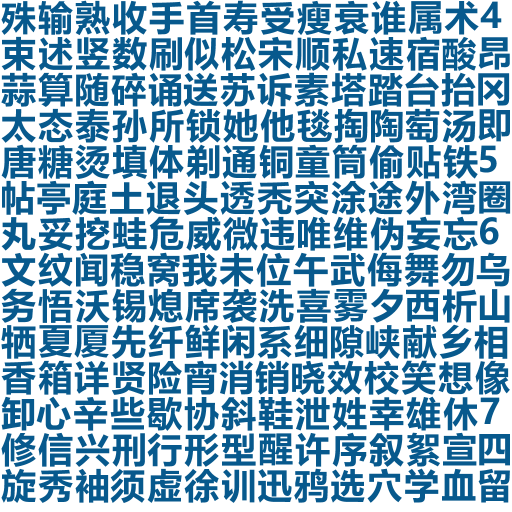 殊输熟收手首寿受瘦衰谁属术4
束述竖数刷似松宋顺私速宿酸昂
蒜算随碎诵送苏诉素塔踏台抬冈
太态泰孙所锁她他毯掏陶萄汤即
唐糖烫填体剃通铜童筒偷贴铁5
帖亭庭土退头透秃突涂途外湾圈
丸妥挖蛙危威微违唯维伪妄忘6
文纹闻稳窝我未位午武侮舞勿乌
务悟沃锡熄席袭洗喜雾夕西析山
牺夏厦先纤鲜闲系细隙峡献乡相
香箱详贤险宵消销晓效校笑想像
卸心辛些歇协斜鞋泄姓幸雄休7
修信兴刑行形型醒许序叙絮宣四
旋秀袖须虚徐训迅鸦选穴学血留